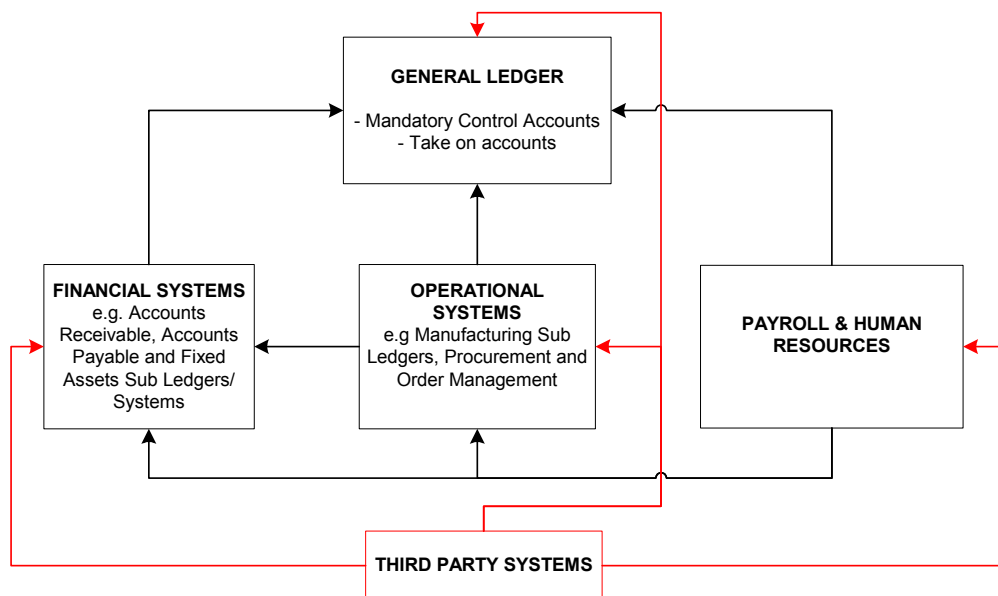 GENERAL LEDGER
- Mandatory Control Accounts
- Take on accounts
FINANCIAL SYSTEMS
e.g. Accounts
Receivable, Accounts
Payable and Fixed
Assets Sub Ledgers/
Systems
OPERATIONAL
SYSTEMS
e.g Manufacturing Sub
Ledgers, Procurement and
Order Management
PAYROLL & HUMAN
RESOURCES
THIRD PARTY SYSTEMS